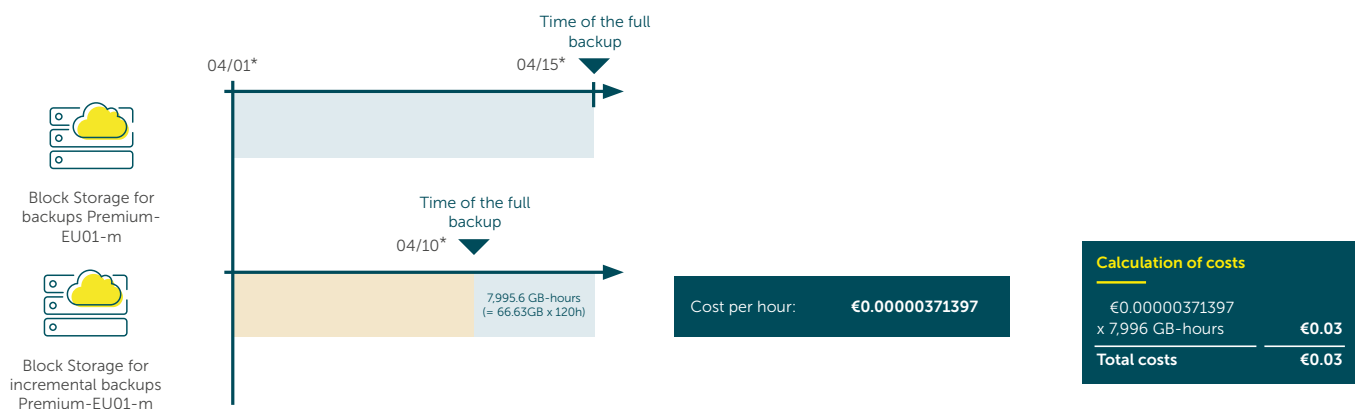 Time of the full
backup
04/01*
04/15*
Block Storage for
backups Premium-
EU01-m
Time of the full
backup
04/10*
7,995.6 GB-hours
(= 66.63GB x 120h)
Block Storage for
incremental backups
Premium-EU01-m
Cost per hour: €0.00000371397
Calculation of costs
€0.00000371397
x 7,996 GB-hours €0.03
Total costs €0.03